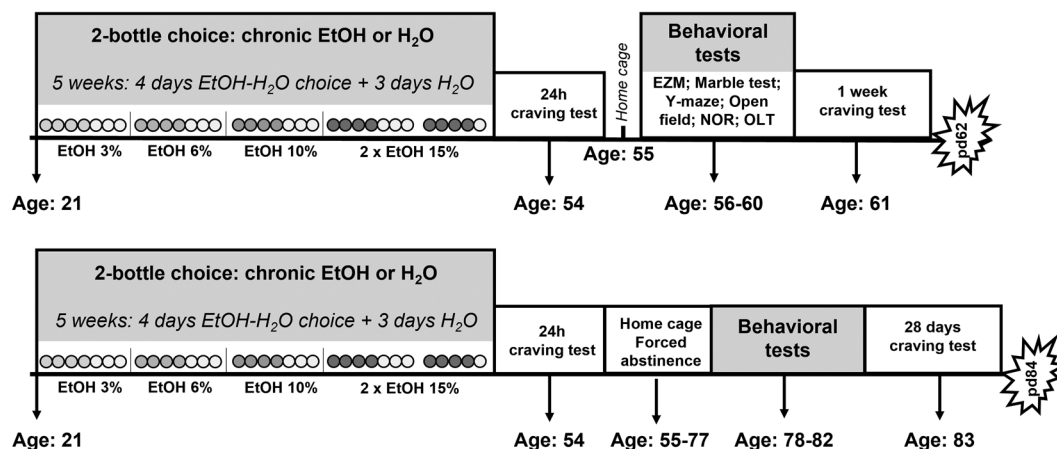 2-bottle choice: chronic EtOH or H₂O
5 weeks: 4 days EtOH-H₂O choice + 3 days H₂O
EtOH 3%
EtOH 6%
EtOH 10%
2 x EtOH 15%
24h
craving test
Home cage
Behavioral
tests
EZM; Marble test;
Y-maze; Open
field; NOR; OLT
1 week
craving test
pd62
Age: 21
Age: 54
Age: 55
Age: 56-60
Age: 61
2-bottle choice: chronic EtOH or H₂O
5 weeks: 4 days EtOH-H₂O choice + 3 days H₂O
EtOH 3%
EtOH 6%
EtOH 10%
2 x EtOH 15%
24h
craving test
Home cage
Forced
abstinence
Behavioral
tests
28 days
craving test
pd84
Age: 21
Age: 54
Age: 55-77
Age: 78-82
Age: 83